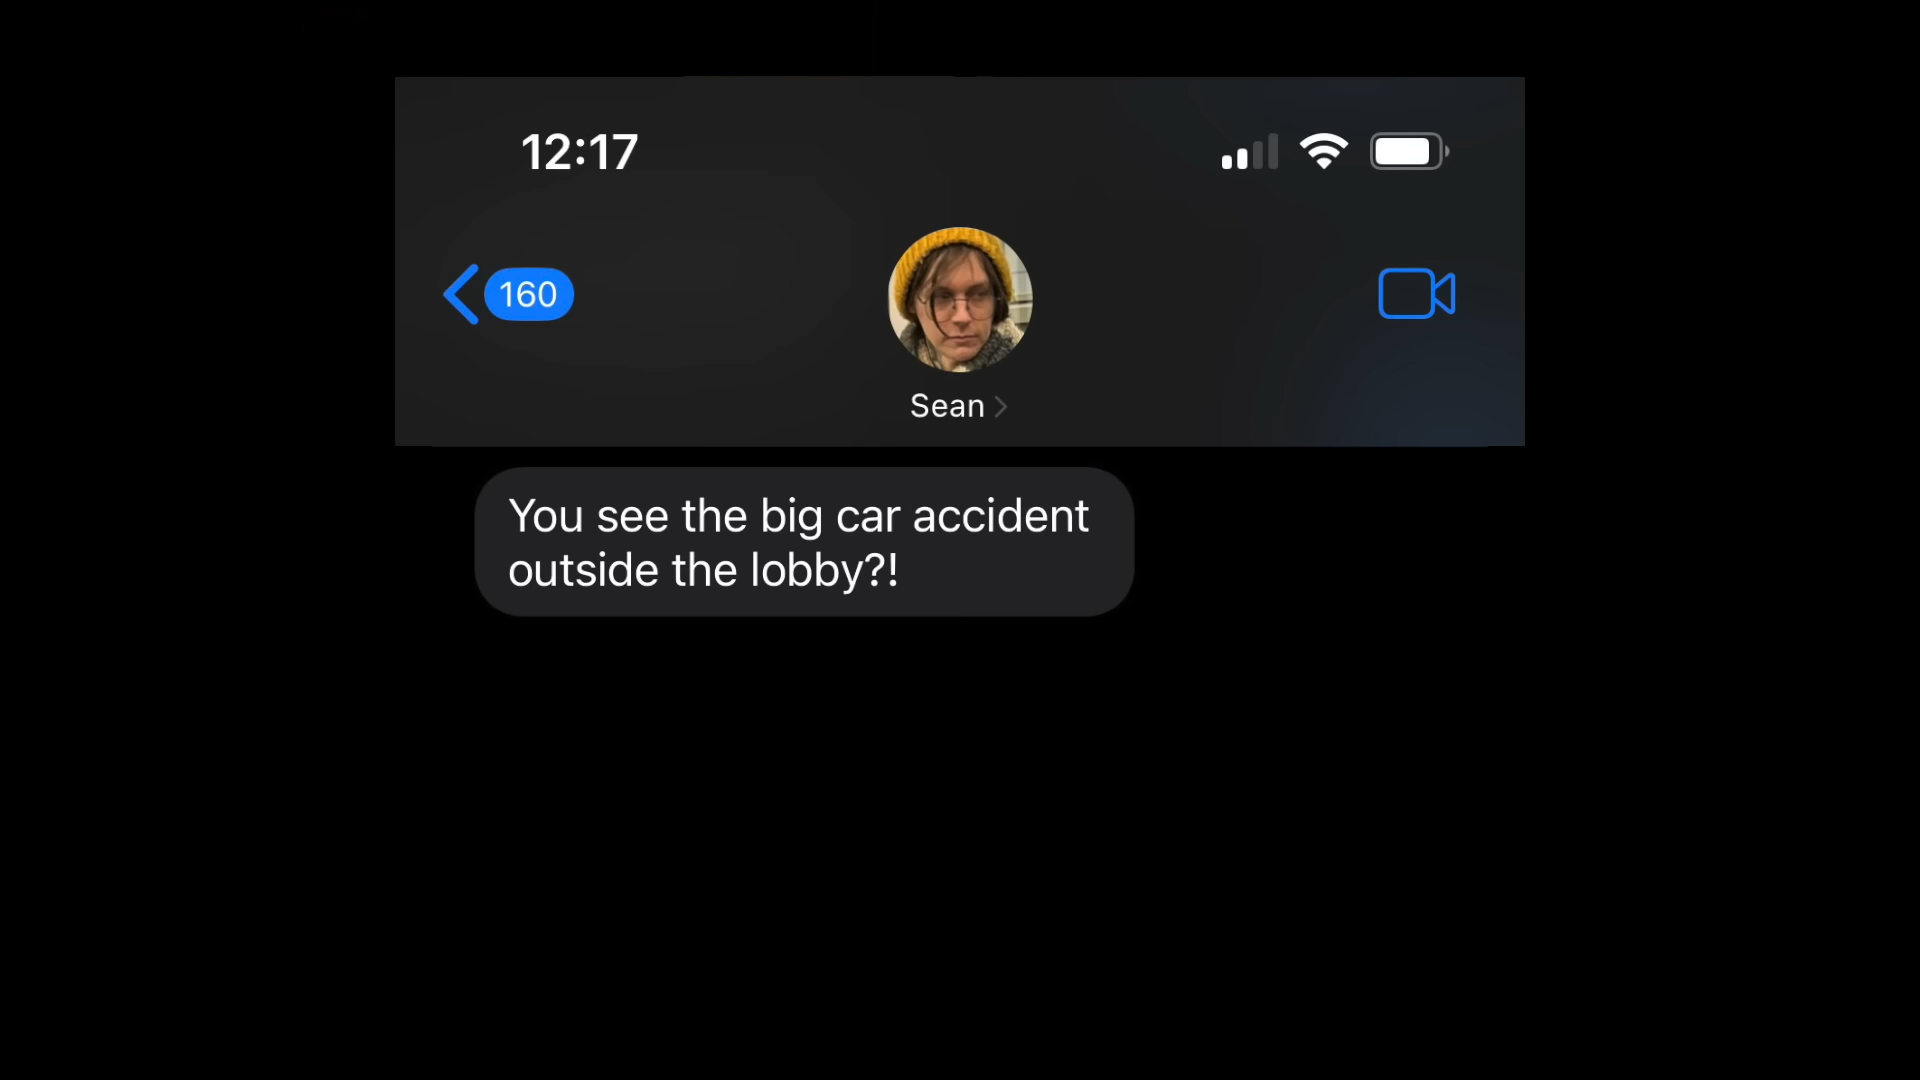 12:17
160
Sean
You see the big car accident
outside the lobby?!